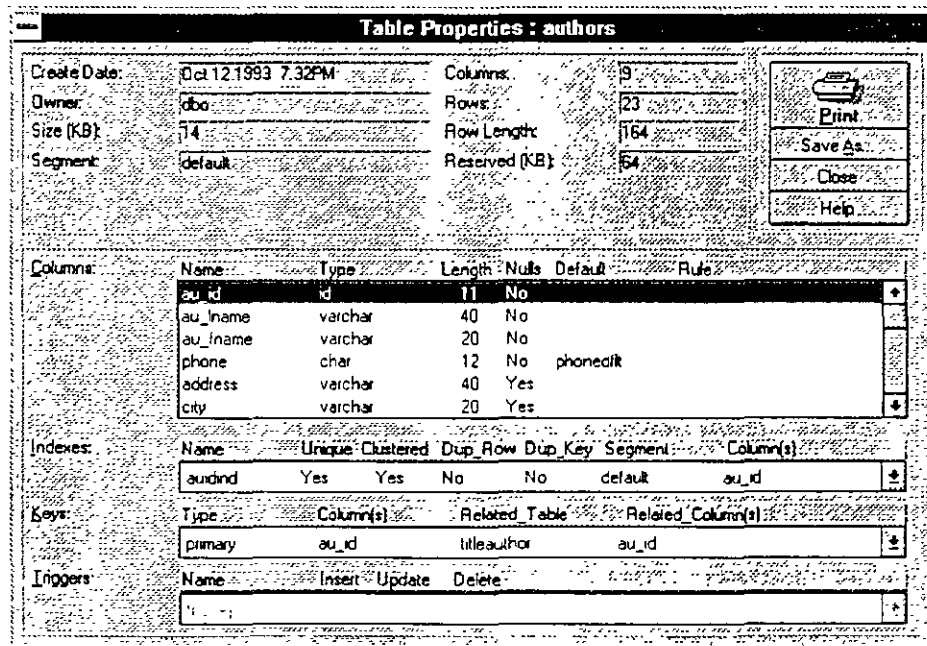 Table Properties : authors
Create Date: Oct 12 1993 7:32PM Columns: 9
Owner: dbo Rows: 23
Size (KB): 14 Row Length: 164
Segment: default Reserved (KB): 64
Print
Save As...
Close
Help
Columns: Name Type Length Nulls Default Rule
au_id id 11 No
au_lname varchar 40 No
au_fname varchar 20 No
phone char 12 No phonedflt
address varchar 40 Yes
city varchar 20 Yes
Indexes: Name Unique Clustered Dup_Row Dup_Key Segment Column(s)
auidind Yes Yes No No default au_id
Keys: Type Column(s) Related_Table Related_Column(s)
primary au_id titleauthor au_id
Triggers: Name Insert Update Delete